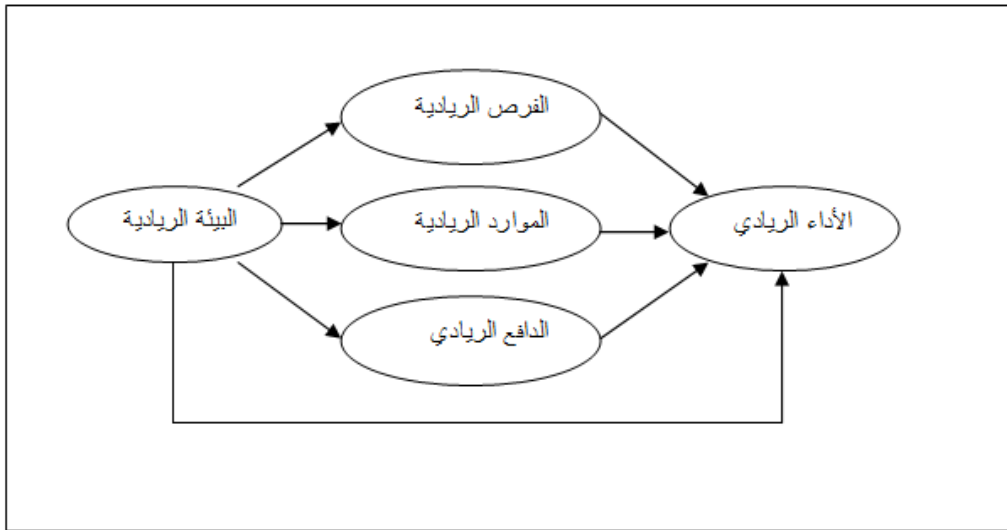 الفرص الريادية
البيئة الريادية
الموارد الريادية
الأداء الريادي
الدافع الريادي